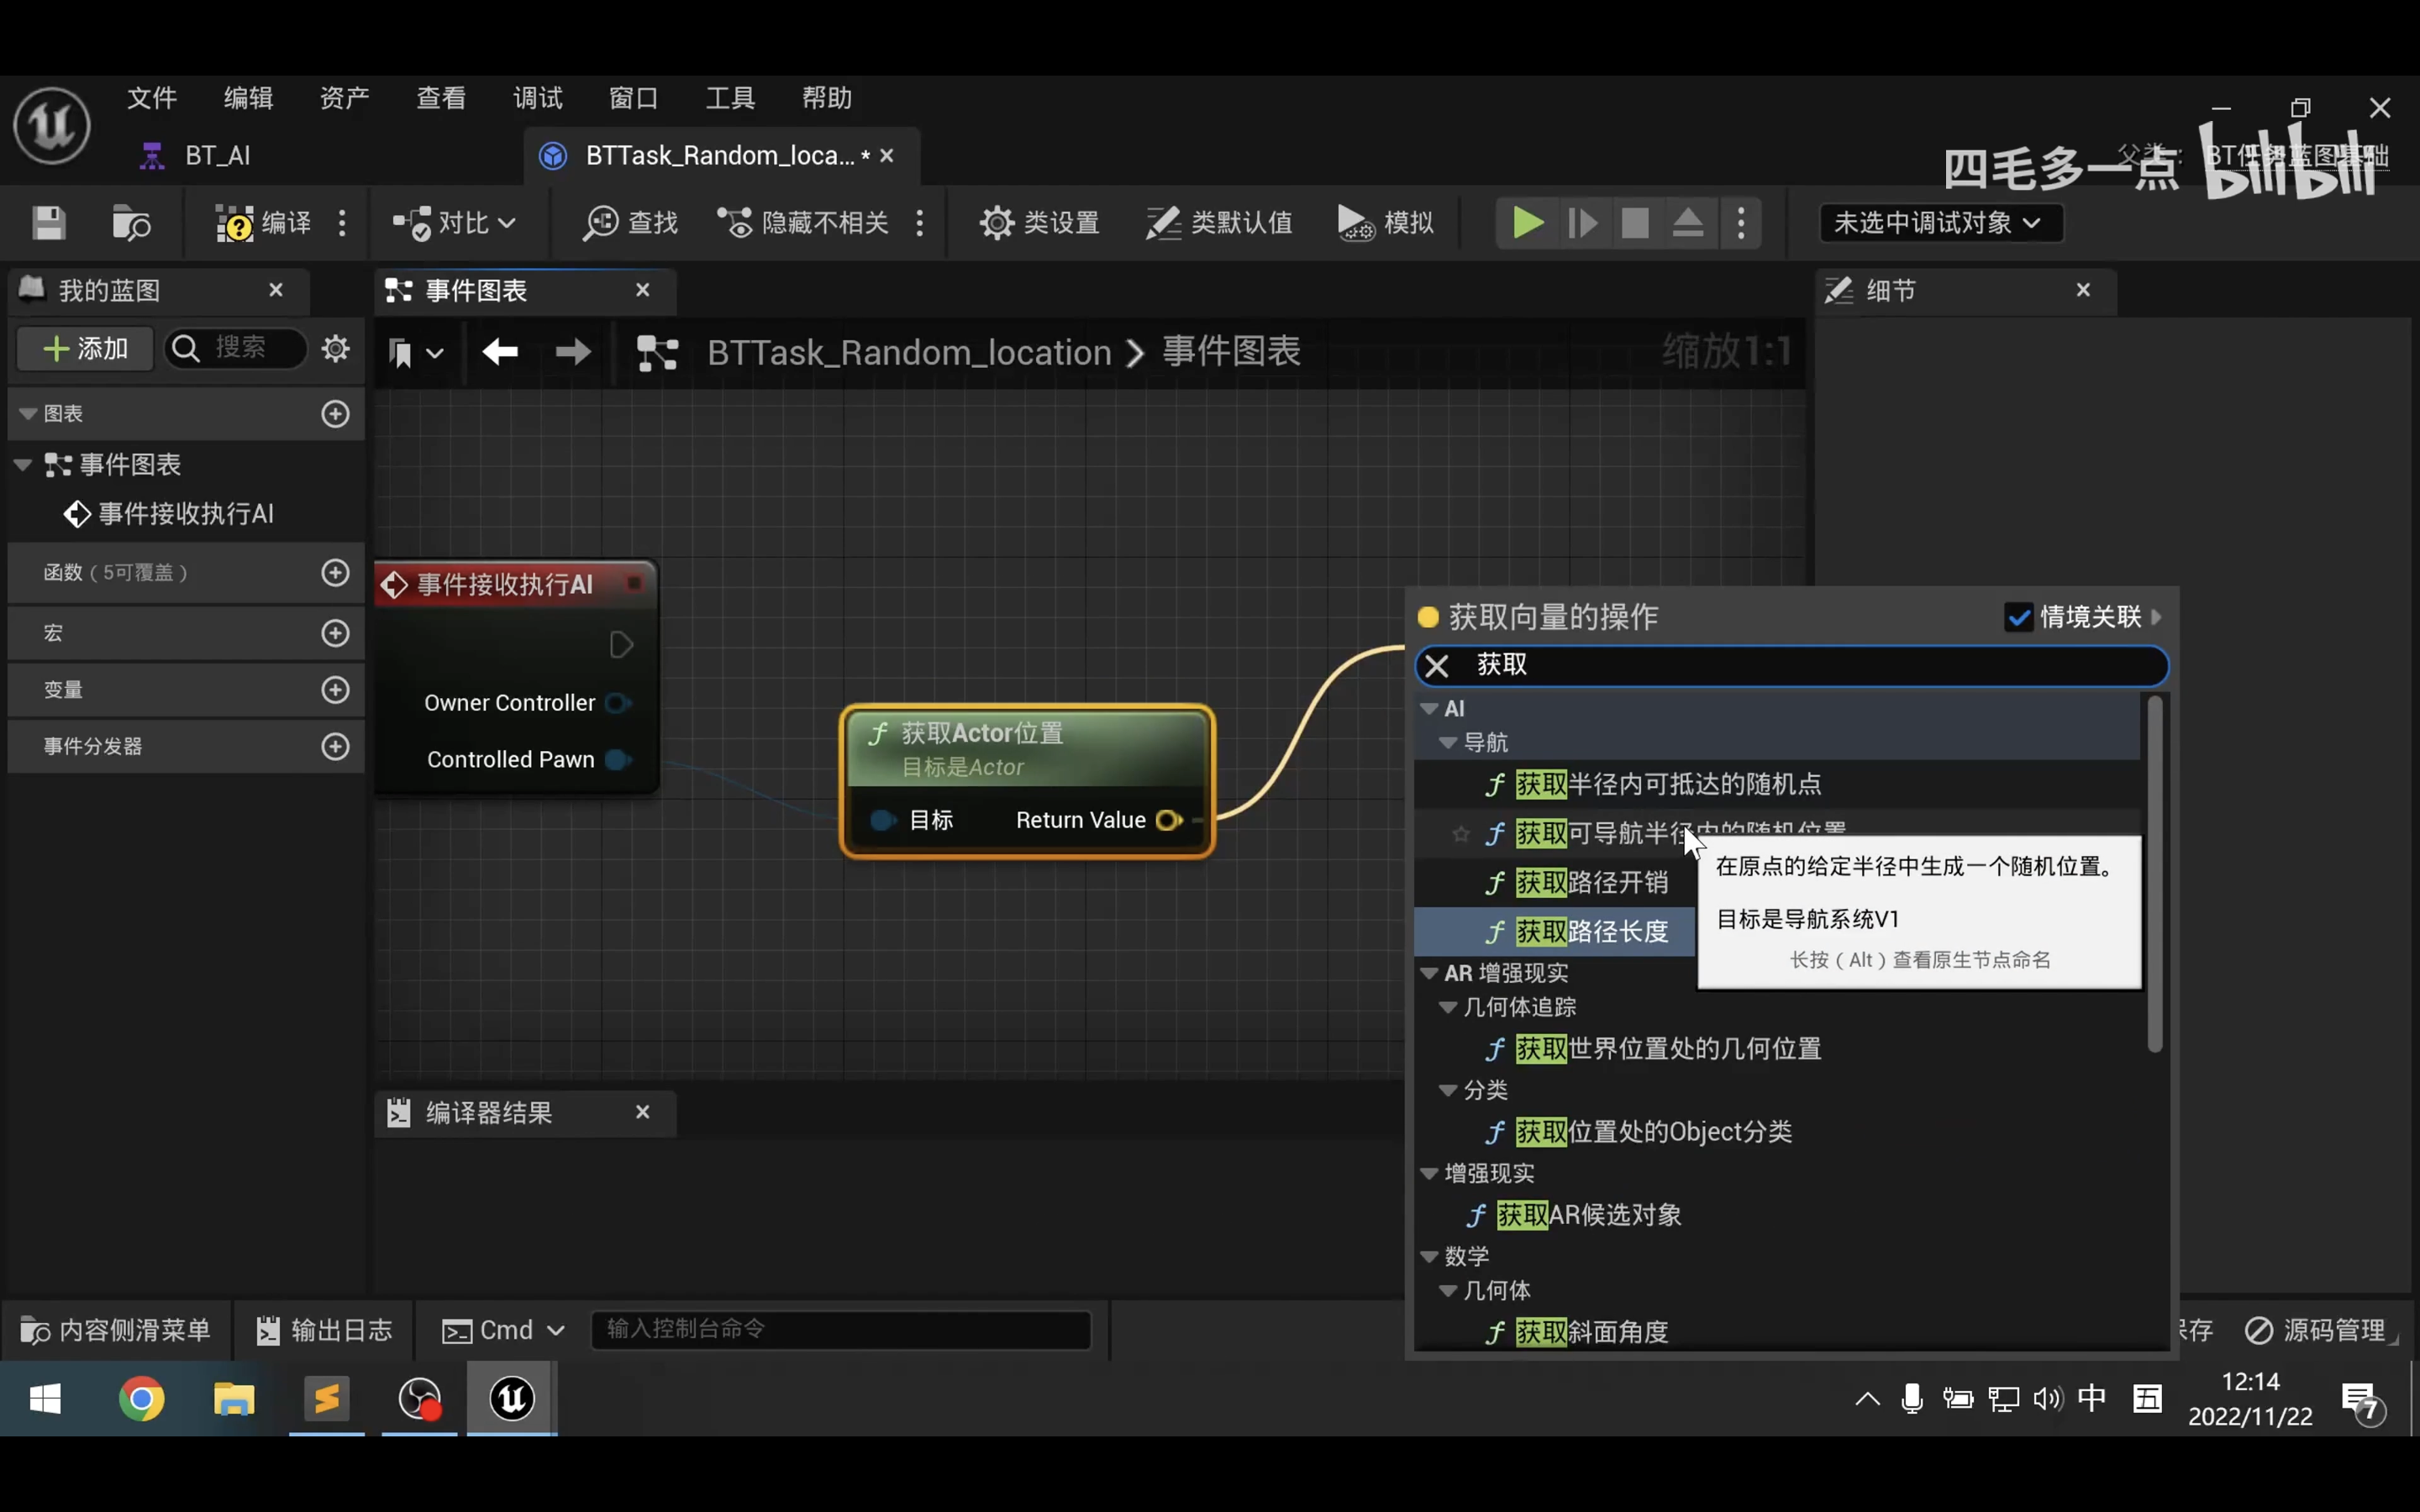 文件 编辑 资产 查看 调试 窗口 工具 帮助
BT_AI
BTTask_Random_loca... *
父类:
四毛多一点
bilibili
BT任务蓝图基础
编译
对比
查找
隐藏不相关
类设置
类默认值
模拟
未选中调试对象
我的蓝图
事件图表
细节
添加
搜索
BTTask_Random_location
事件图表
缩放1:1
图表
事件图表
事件接收执行AI
函数（5可覆盖）
宏
变量
事件分发器
事件接收执行AI
Owner Controller
Controlled Pawn
获取Actor位置
目标是Actor
目标
Return Value
获取向量的操作
情境关联
获取
AI
导航
获取半径内可抵达的随机点
获取可导航半径内的随机位置
获取路径开销
获取路径长度
在原点的给定半径中生成一个随机位置。
目标是导航系统V1
长按（Alt）查看原生节点命名
AR 增强现实
几何体追踪
获取世界位置处的几何位置
分类
获取位置处的Object分类
增强现实
获取AR候选对象
数学
几何体
获取斜面角度
编译器结果
内容侧滑菜单
输出日志
Cmd
输入控制台命令
保存
源码管理
中
五
12:14
2022/11/22
7